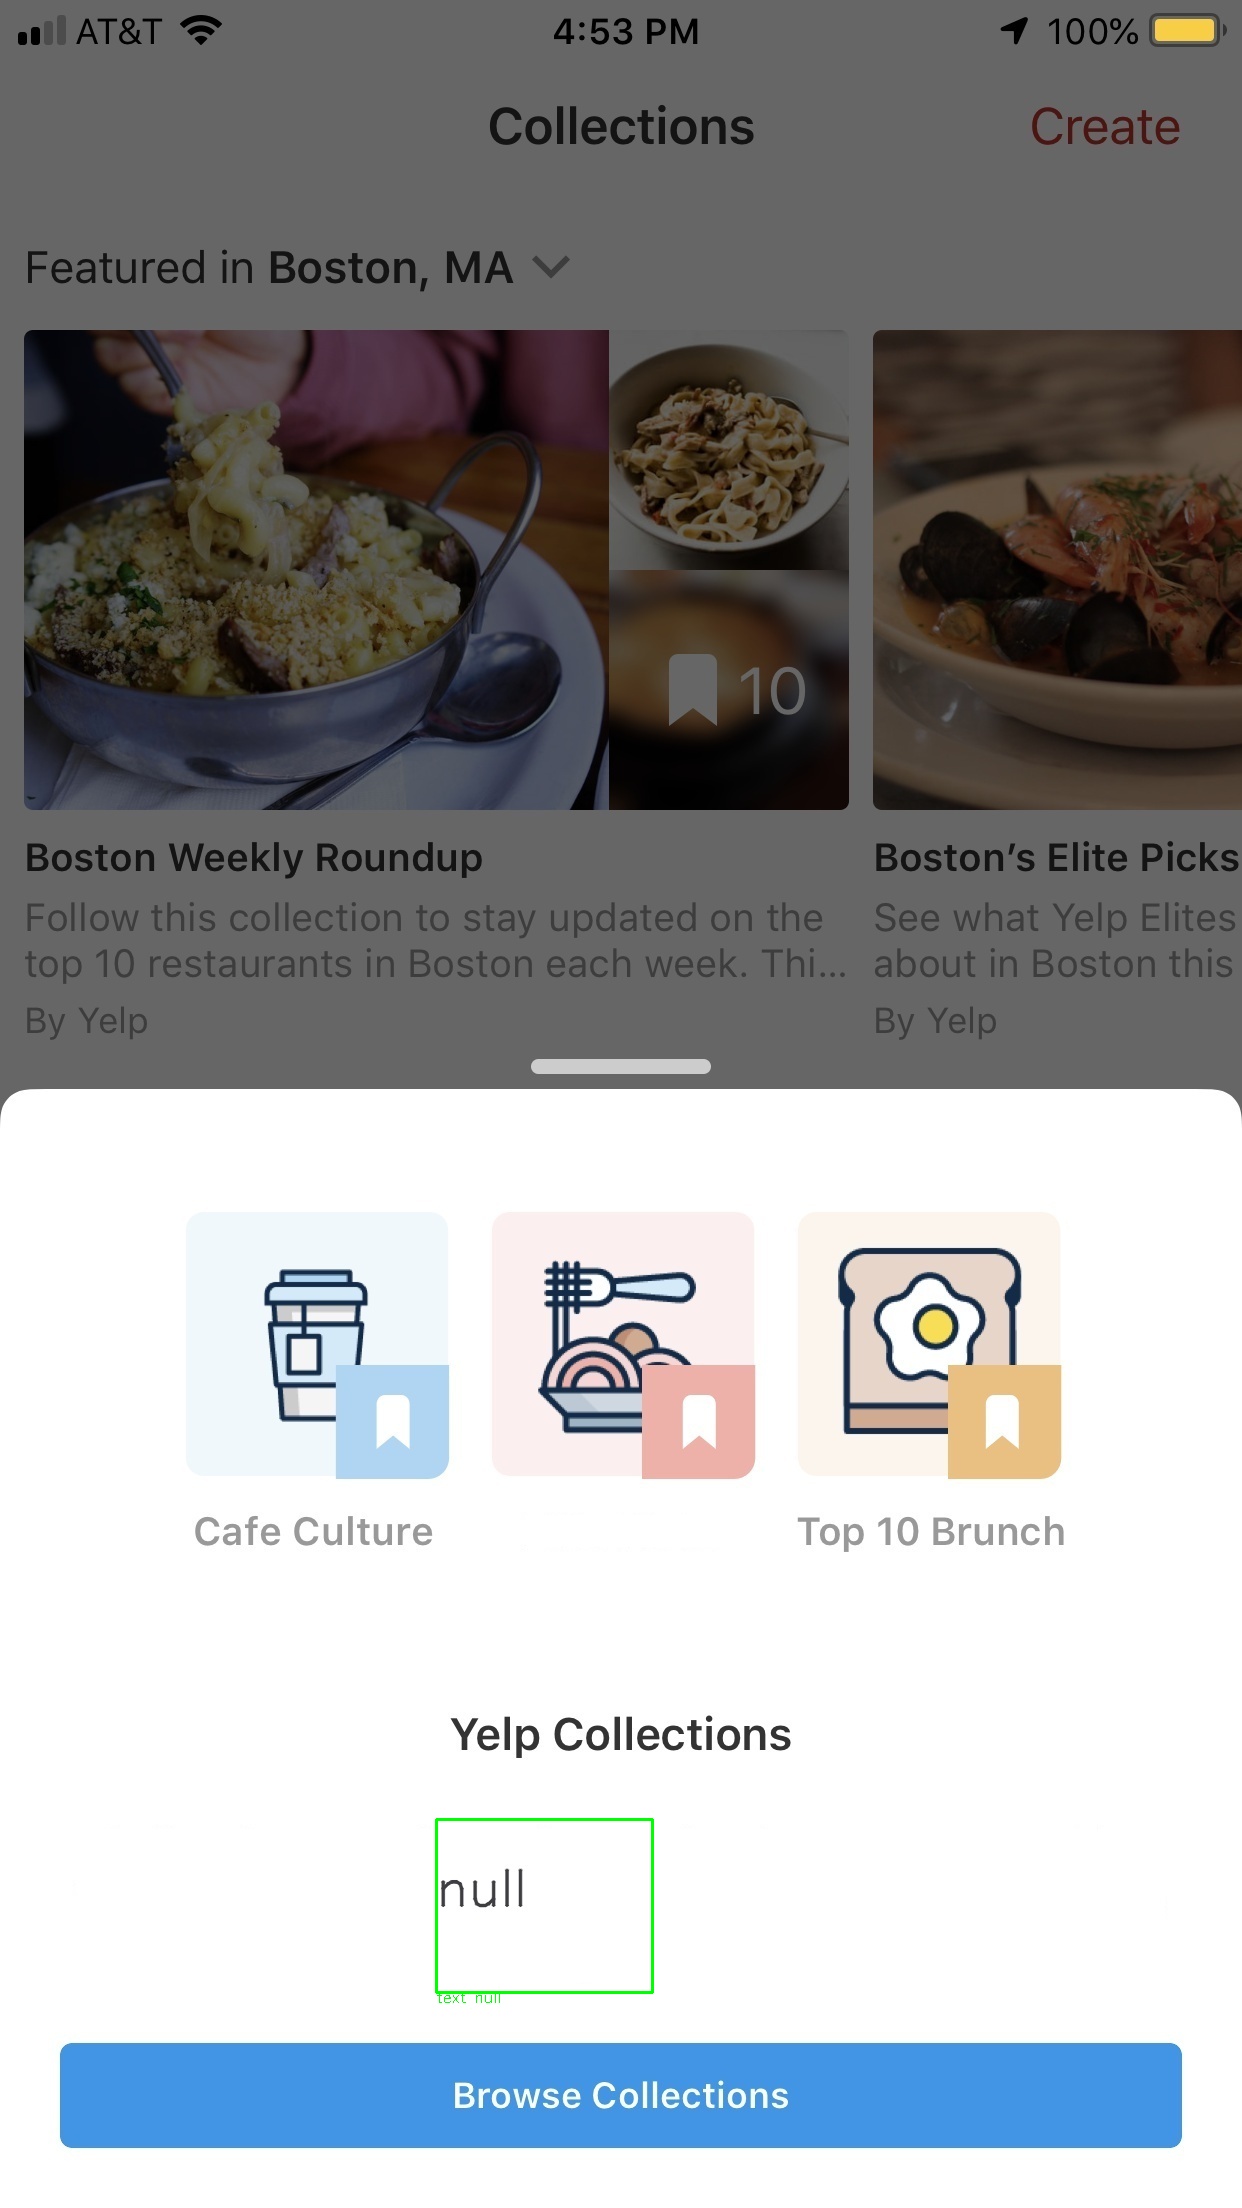 AT&T
4:53 PM
100%
Collections
Create
Featured in Boston, MA
10
Boston Weekly Roundup
Follow this collection to stay updated on the
top 10 restaurants in Boston each week. Thi...
By Yelp
Boston’s Elite Picks
See what Yelp Elites
about in Boston this
By Yelp
Cafe Culture
Top 10 Brunch
Yelp Collections
null
text null
Browse Collections